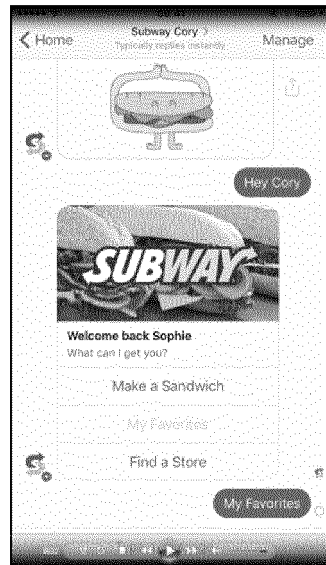 Home
Subway Cory >
Typically replies instantly
Manage
Hey Cory
SUBWAY
Welcome back Sophie
What can I get you?
Make a Sandwich
My Favorites
Find a Store
My Favorites